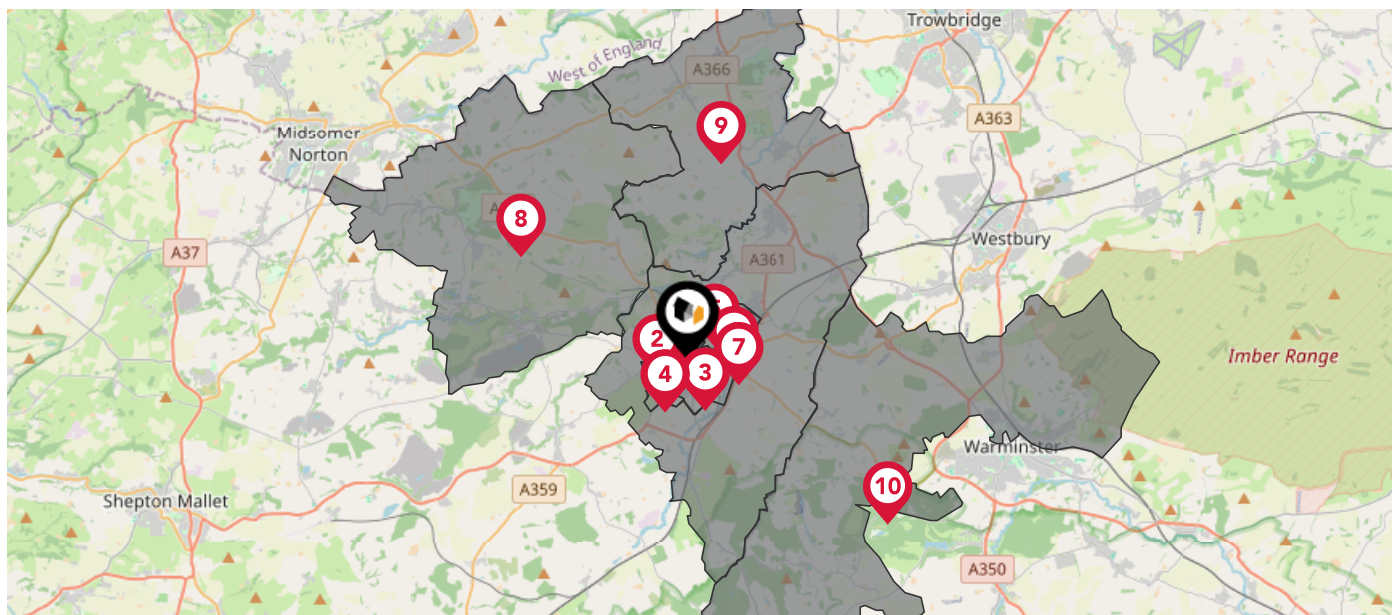 Trowbridge
West of England
A366
A363
9
Midsomer
Norton
8
A37
Westbury
A361
2
7
4
3
Imber Range
Warminster
10
Shepton Mallet
A359
A350